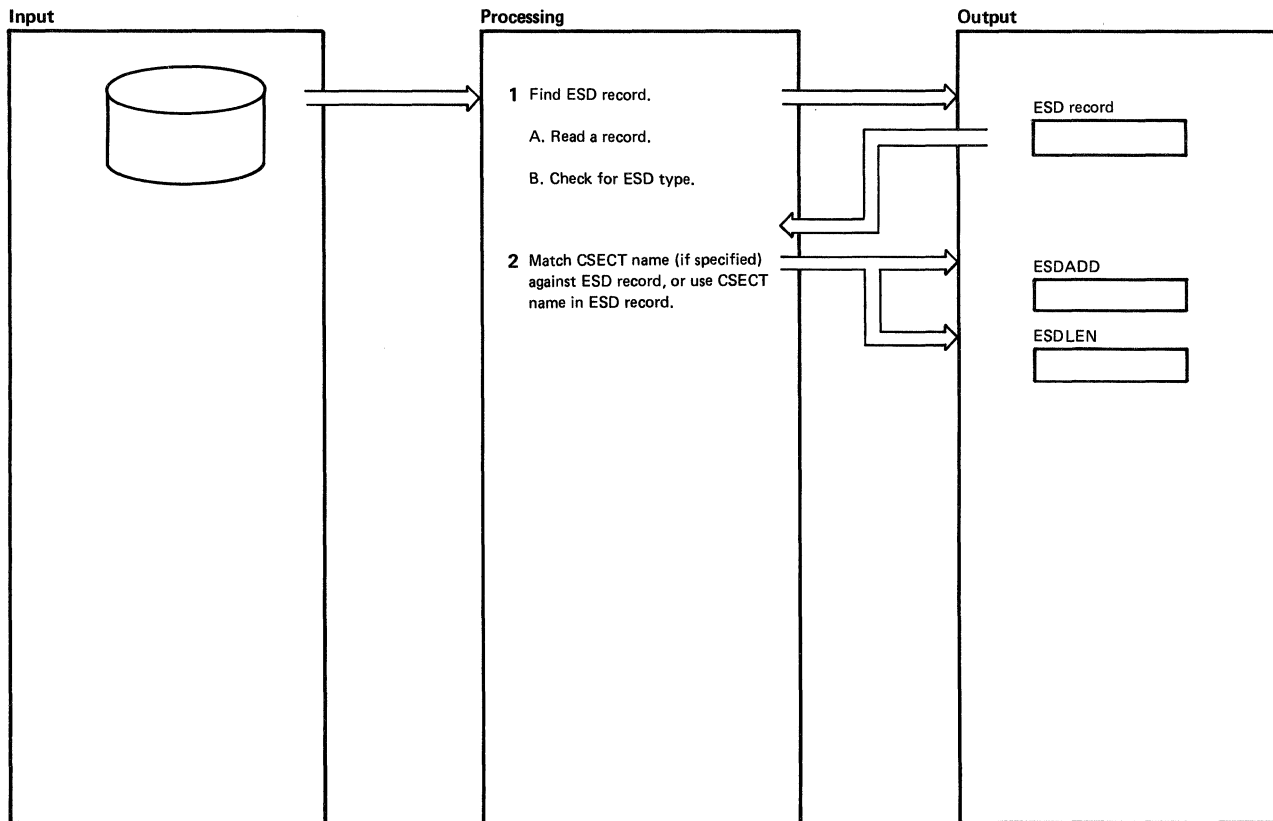 Input
Processing
Output
1 Find ESD record.
A. Read a record.
B. Check for ESD type.
2 Match CSECT name (if specified)
against ESD record, or use CSECT
name in ESD record.
ESD record
ESDADD
ESDLEN